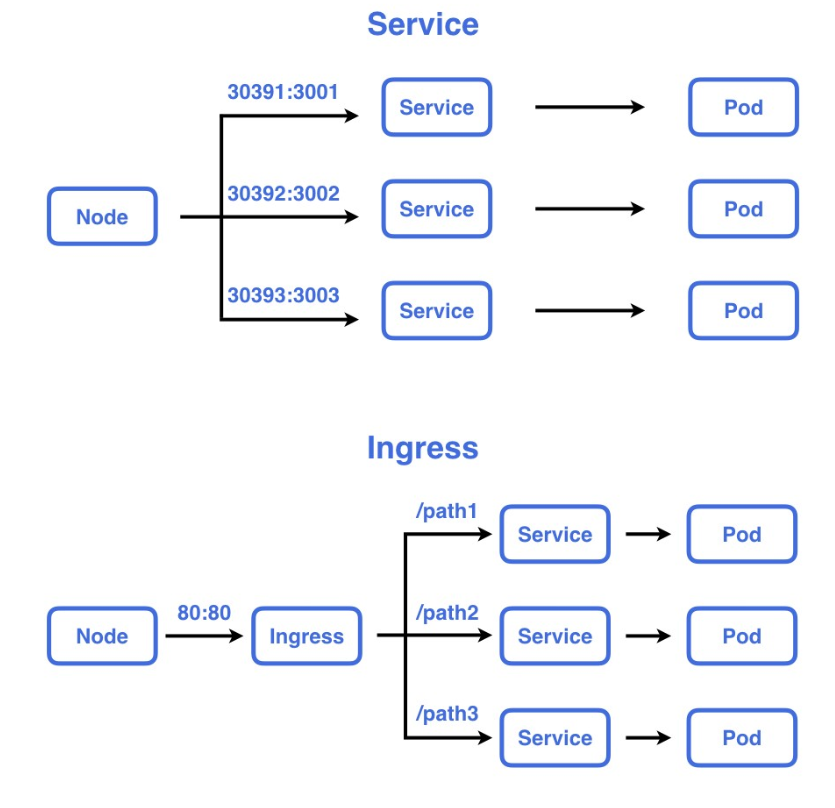 Service
30391:3001
Service
Pod
Node
30392:3002
Service
Pod
30393:3003
Service
Pod
Ingress
/path1
Service
Pod
Node
80:80
Ingress
/path2
Service
Pod
/path3
Service
Pod